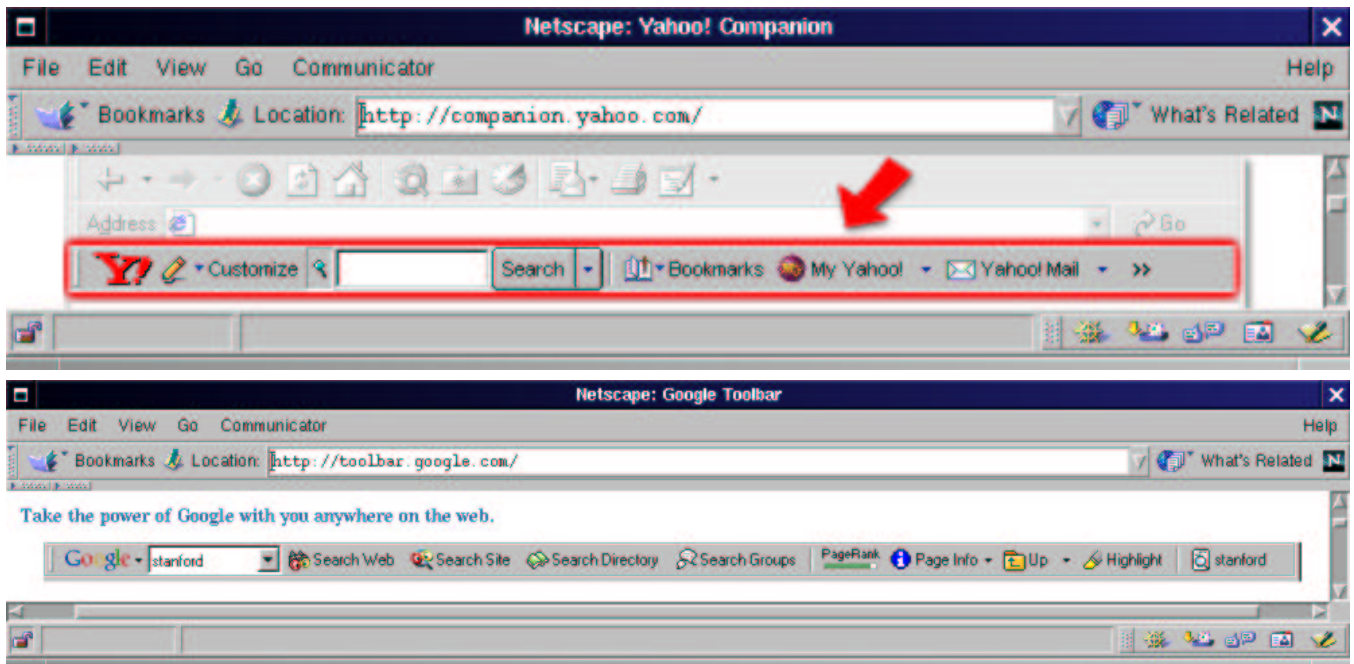 Netscape: Yahoo! Companion
File Edit View Go Communicator Help
Bookmarks Location: http://companion.yahoo.com/ What's Related N
Address Go
Y! Customize Search Bookmarks My Yahoo! Yahoo! Mail >>
Netscape: Google Toolbar
File Edit View Go Communicator Help
Bookmarks Location: http://toolbar.google.com/ What's Related N
Take the power of Google with you anywhere on the web.
Google stanford Search Web Search Site Search Directory Search Groups PageRank Page Info Up Highlight stanford